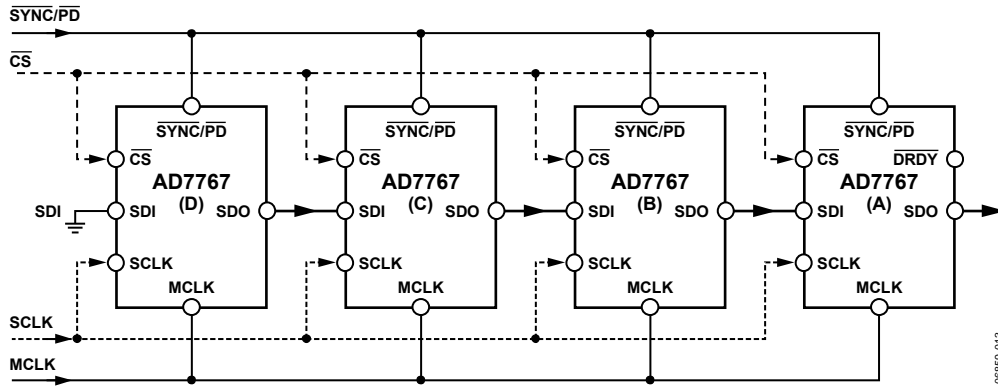 SYNC/PD
CS
SYNC/PD
SYNC/PD
SYNC/PD
SYNC/PD
CS
CS
CS
CS
DRDY
AD7767
(D)
AD7767
(C)
AD7767
(B)
AD7767
(A)
SDI
SDI
SDO
SDI
SDO
SDI
SDO
SDI
SDO
SCLK
SCLK
SCLK
SCLK
MCLK
MCLK
MCLK
MCLK
SCLK
MCLK